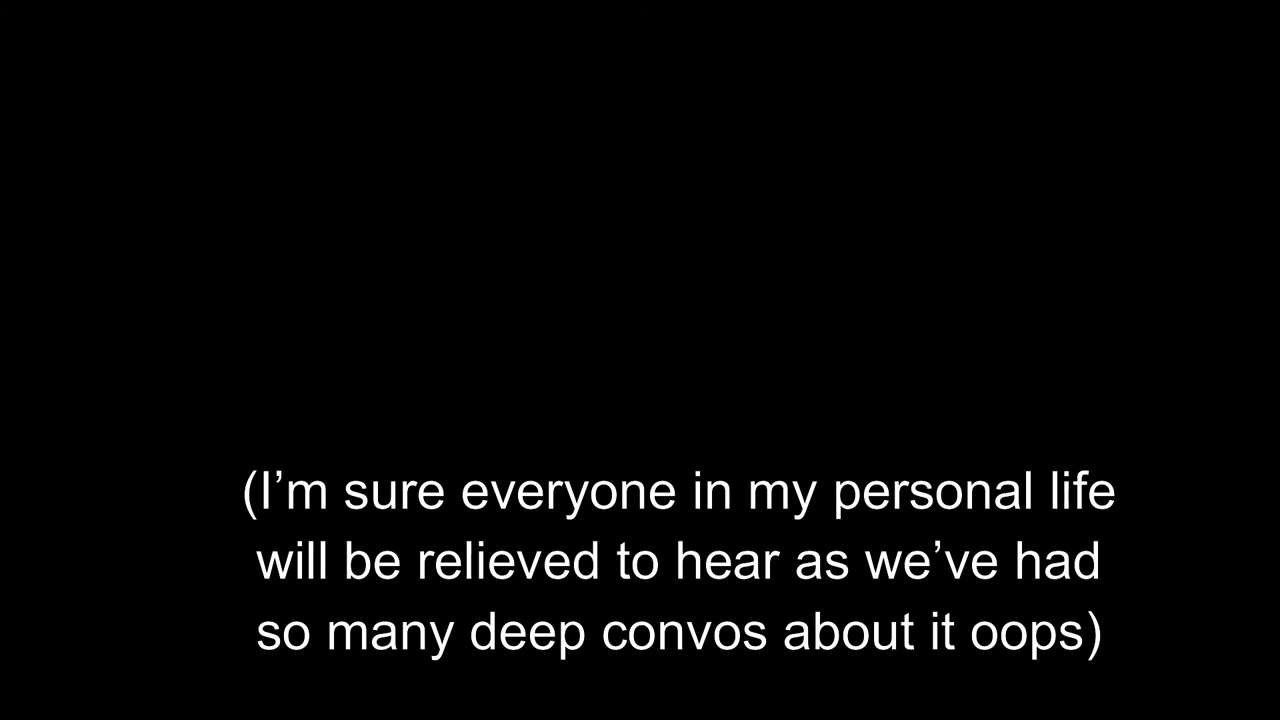 (I’m sure everyone in my personal life
will be relieved to hear as we’ve had
so many deep convos about it oops)